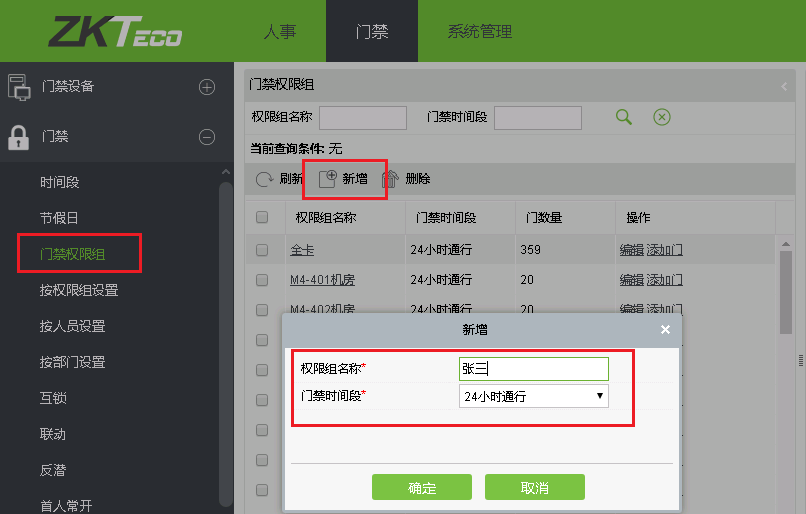 ZKTeco 人事 门禁 系统管理
门禁设备
门禁
时间段
节假日
门禁权限组
按权限组设置
按人员设置
按部门设置
互锁
联动
反潜
首人常开
门禁权限组
权限组名称 门禁时间段
当前查询条件: 无
刷新 新增 删除
权限组名称 门禁时间段 门数量 操作
全卡 24小时通行 359 编辑 添加门
M4-401机房 24小时通行 20 编辑 添加门
M4-402机房 24小时通行 20 编辑 添加门
新增
权限组名称* 张三
门禁时间段* 24小时通行
确定 取消